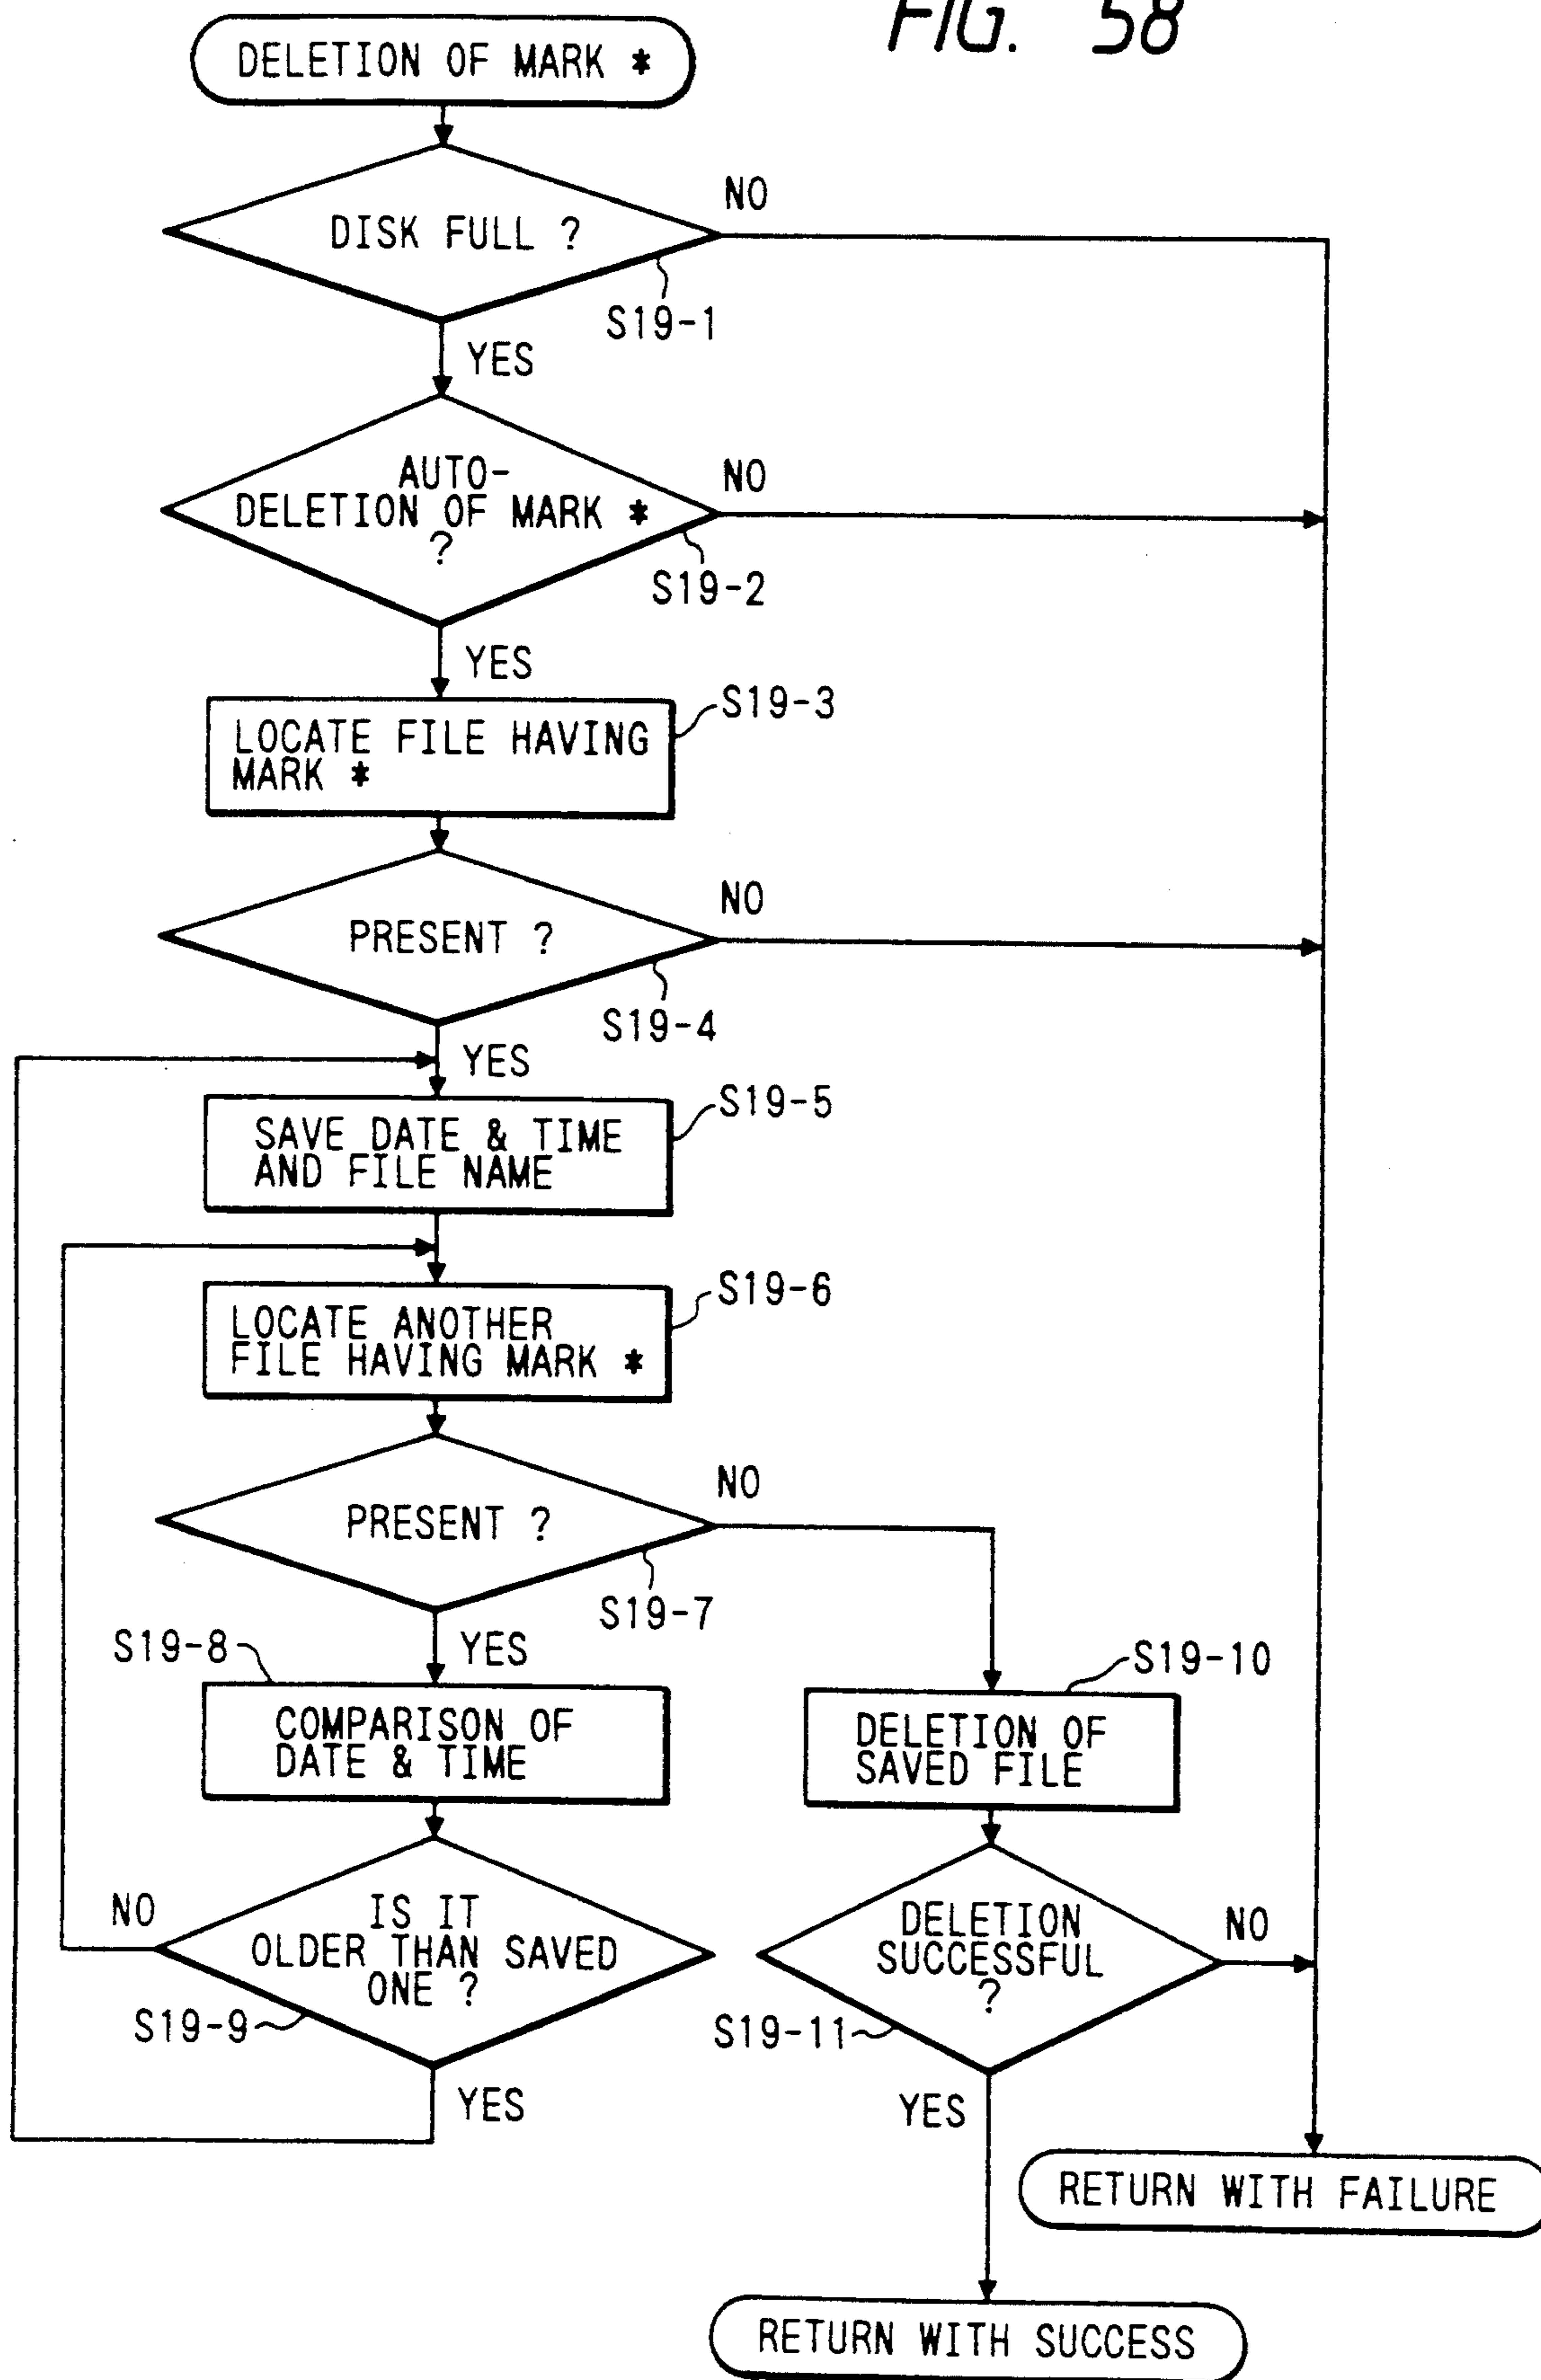 FIG. 58
DELETION OF MARK *
DISK FULL ?
NO
S19-1
YES
AUTO-
DELETION OF MARK *
?
NO
S19-2
YES
S19-3
LOCATE FILE HAVING
MARK *
PRESENT ?
NO
S19-4
YES
S19-5
SAVE DATE & TIME
AND FILE NAME
S19-6
LOCATE ANOTHER
FILE HAVING MARK *
PRESENT ?
NO
S19-7
S19-8
YES
S19-10
COMPARISON OF
DATE & TIME
DELETION OF
SAVED FILE
NO
IS IT
OLDER THAN SAVED
ONE ?
S19-9
YES
DELETION
SUCCESSFUL
?
NO
S19-11
YES
RETURN WITH FAILURE
RETURN WITH SUCCESS